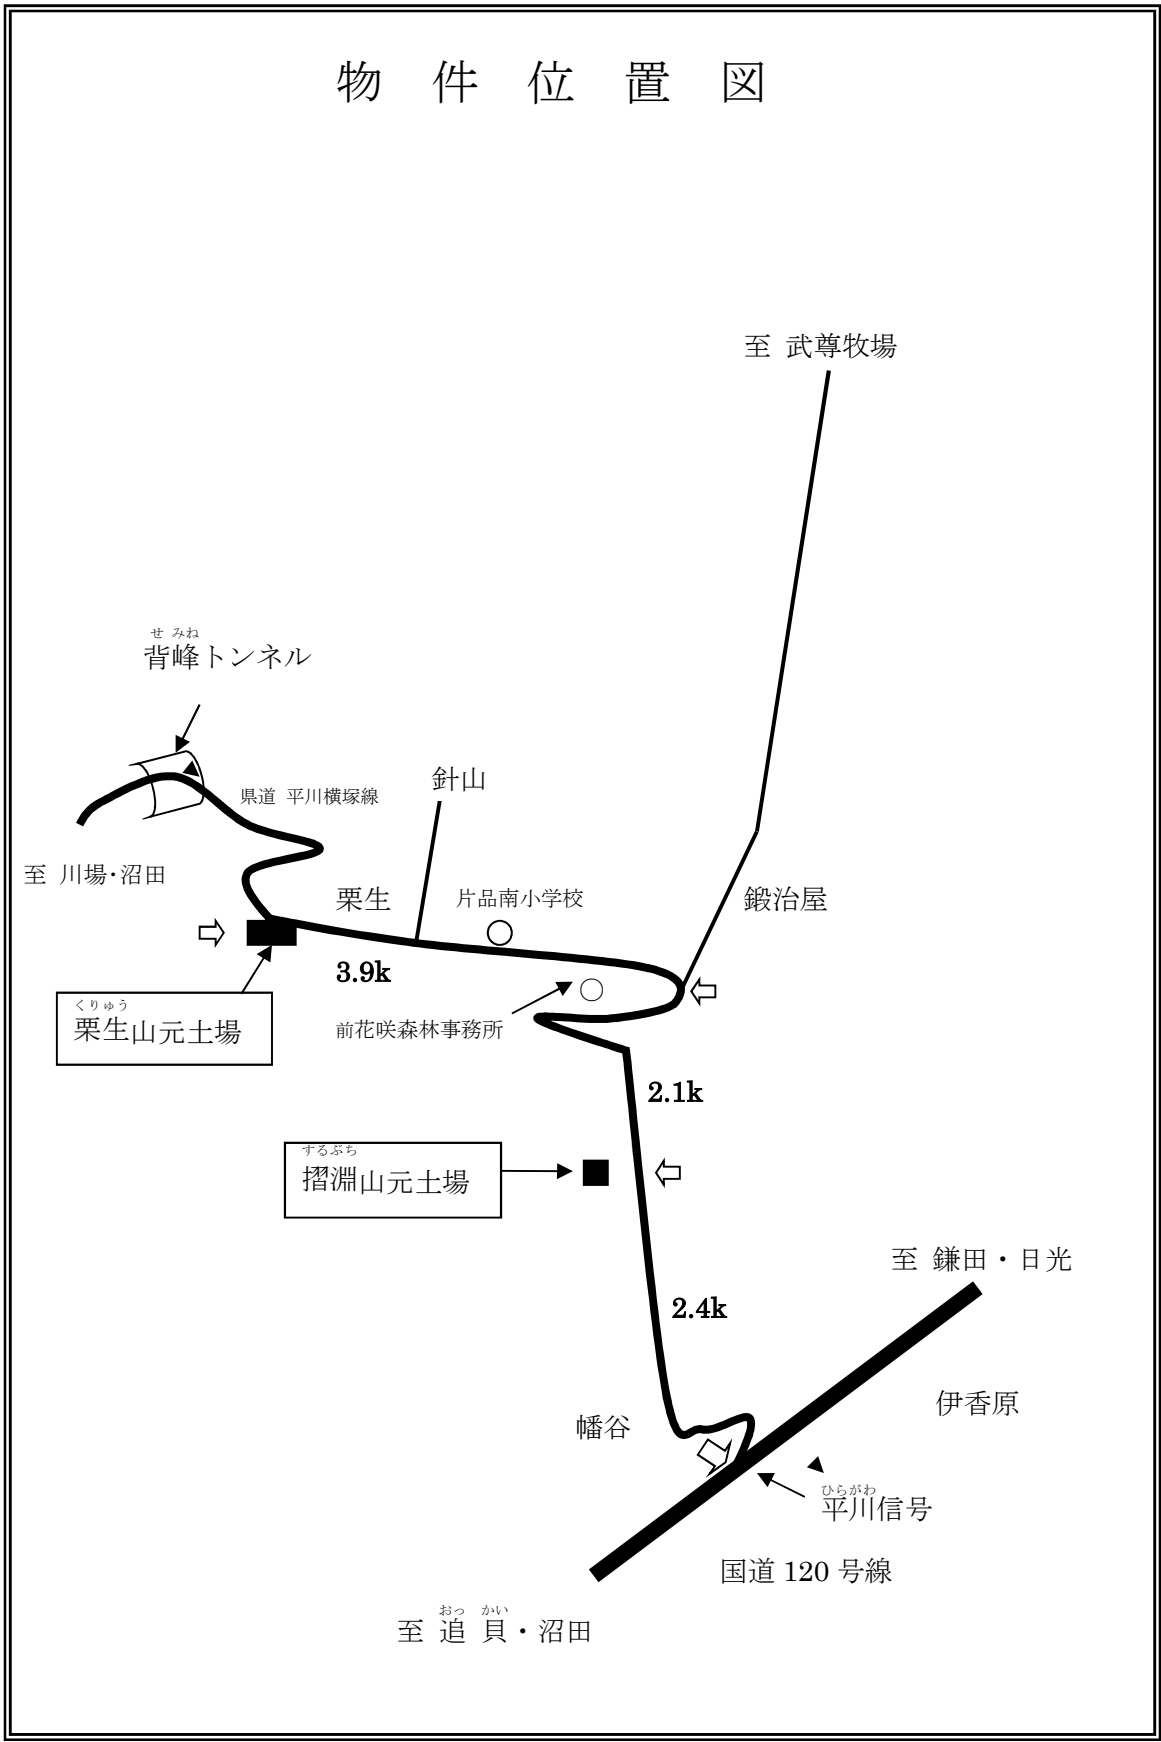 物件位置図
至 武尊牧場
せ みね
背峰トンネル
針山
県道 平川横塚線
至 川場・沼田
栗生
片品南小学校
鍛治屋
3.9k
くりゅう
栗生山元土場
前花咲森林事務所
2.1k
するぶち
摺淵山元土場
至 鎌田・日光
2.4k
伊香原
幡谷
ひらがわ
平川信号
国道 120 号線
おっ かい
至 追 貝・沼田